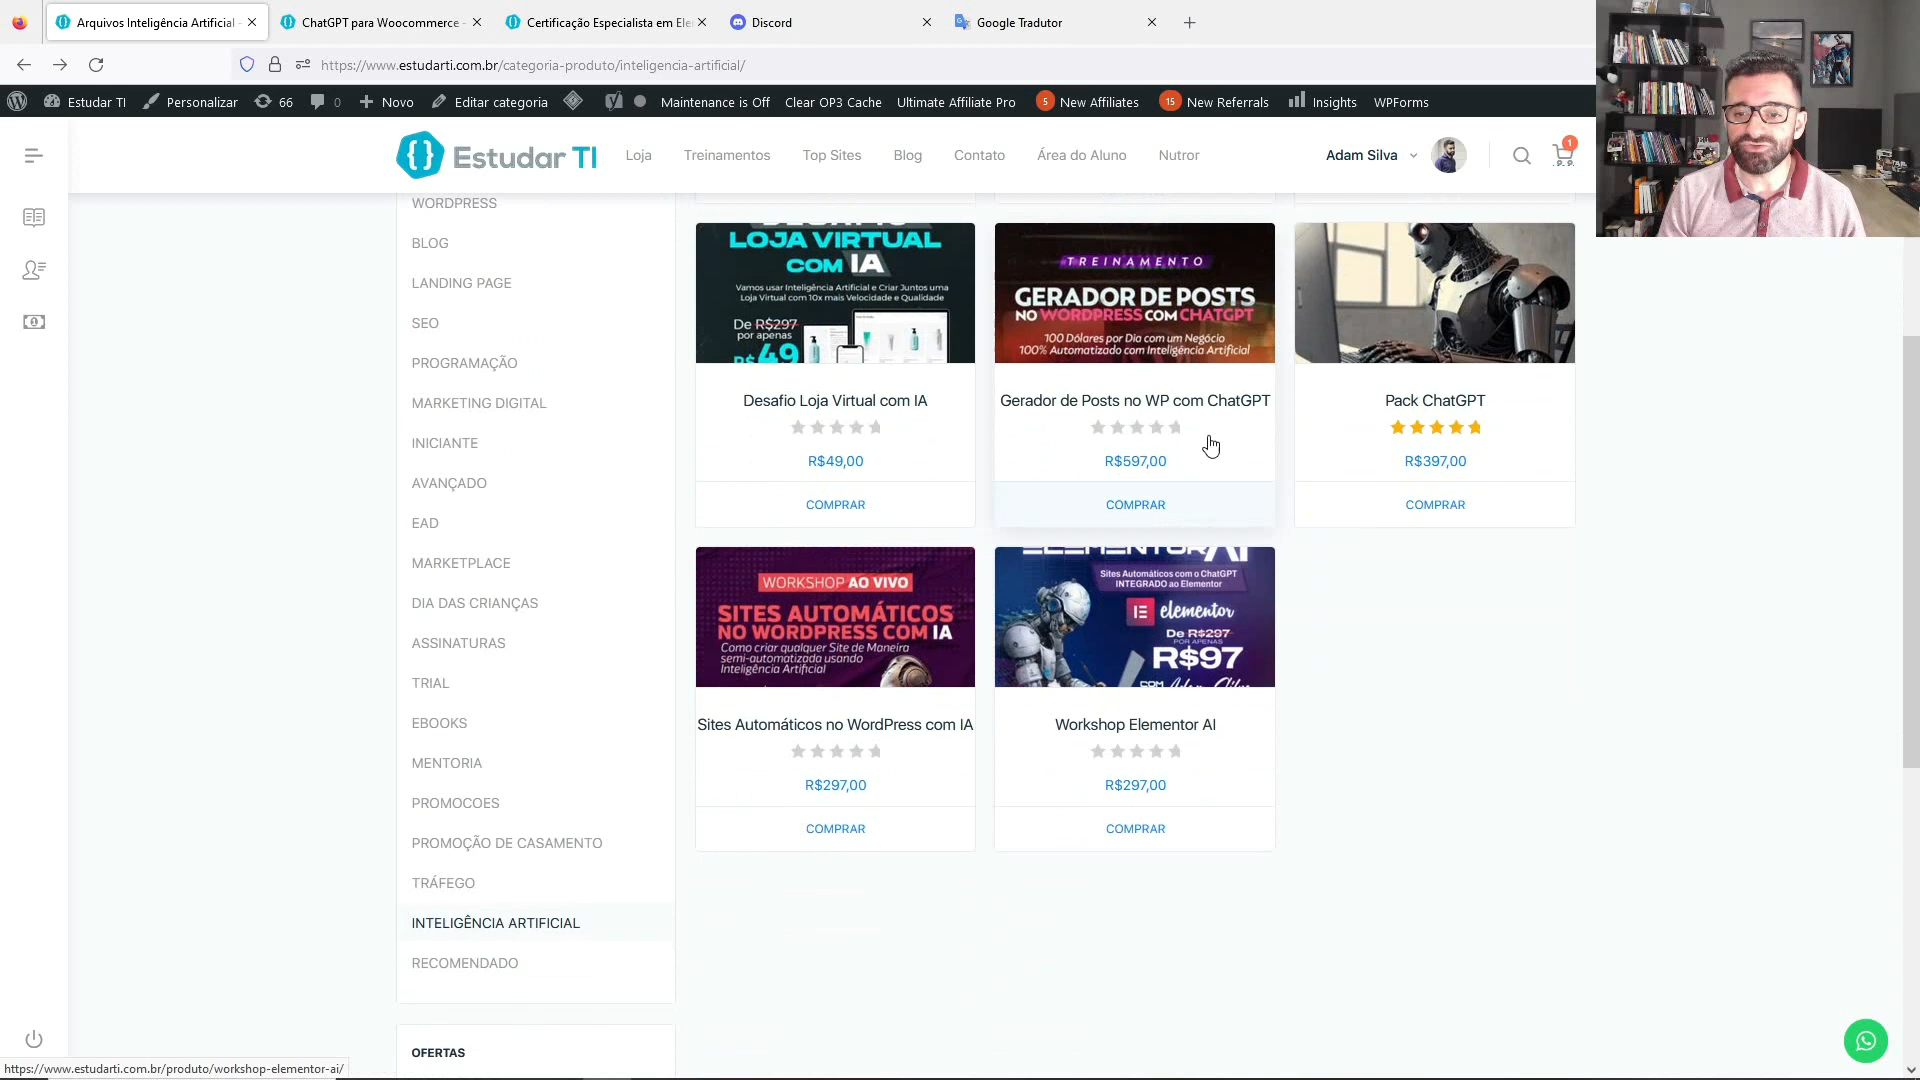 Arquivos Inteligência Artificial -
ChatGPT para Woocommerce -
Certificação Especialista em Ele
Discord
Google Tradutor
https://www.estudarti.com.br/categoria-produto/inteligencia-artificial/
Estudar TI
Personalizar
66
0
Novo
Editar categoria
Maintenance is Off
Clear OP3 Cache
Ultimate Affiliate Pro
5 New Affiliates
15 New Referrals
Insights
WPForms
Estudar TI
Loja
Treinamentos
Top Sites
Blog
Contato
Área do Aluno
Nutror
Adam Silva
1
WORDPRESS
BLOG
LANDING PAGE
SEO
PROGRAMAÇÃO
MARKETING DIGITAL
INICIANTE
AVANÇADO
EAD
MARKETPLACE
DIA DAS CRIANÇAS
ASSINATURAS
TRIAL
EBOOKS
MENTORIA
PROMOCOES
PROMOÇÃO DE CASAMENTO
TRÁFEGO
INTELIGÊNCIA ARTIFICIAL
RECOMENDADO
OFERTAS
DESAFIO
LOJA VIRTUAL
COM IA
Vamos usar Inteligência Artificial e Criar Juntos uma
Loja Virtual com 10x mais Velocidade e Qualidade
De R$297
por apenas
R$49
Desafio Loja Virtual com IA
R$49,00
COMPRAR
TREINAMENTO
GERADOR DE POSTS
NO WORDPRESS COM CHATGPT
100 Dólares por Dia com um Negócio
100% Automatizado com Inteligência Artificial
Gerador de Posts no WP com ChatGPT
R$597,00
COMPRAR
Pack ChatGPT
R$397,00
COMPRAR
WORKSHOP AO VIVO
SITES AUTOMÁTICOS
NO WORDPRESS COM IA
Como criar qualquer Site de Maneira
semi-automatizada usando
Inteligência Artificial
Sites Automáticos no WordPress com IA
R$297,00
COMPRAR
ELEMENTOR AI
Sites Automáticos com o ChatGPT
INTEGRADO ao Elementor
elementor
De R$297
POR APENAS
R$97
COM Adam Silva
Workshop Elementor AI
R$297,00
COMPRAR
https://www.estudarti.com.br/produto/workshop-elementor-ai/